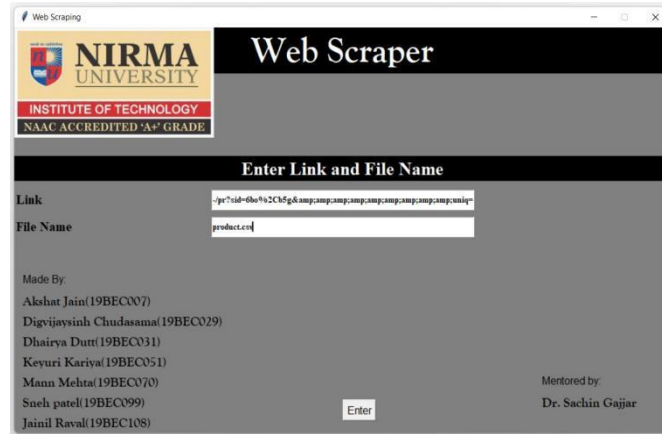 Web Scraping
NIRMA
UNIVERSITY
INSTITUTE OF TECHNOLOGY
NAAC ACCREDITED 'A+' GRADE
Web Scraper
Enter Link and File Name
Link
-/pr?sid=6bo%2Cb5g&amp;amp;amp;amp;amp;amp;amp;amp;amp;uniq=
File Name
product.csv
Made By:
Akshat Jain(19BEC007)
Digvijaysinh Chudasama(19BEC029)
Dhairya Dutt(19BEC031)
Keyuri Kariya(19BEC051)
Mann Mehta(19BEC070)
Sneh patel(19BEC099)
Jainil Raval(19BEC108)
Enter
Mentored by:
Dr. Sachin Gajjar